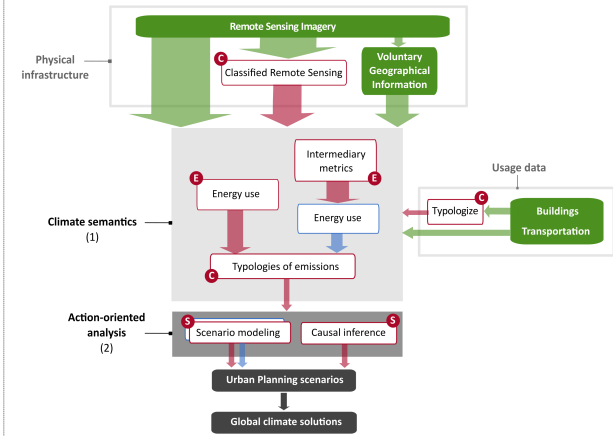 Remote Sensing Imagery
Physical
infrastructure
C
Classified Remote Sensing
Voluntary
Geographical
Information
Usage data
C
Typologize
Buildings
Transportation
Climate semantics
(1)
E
Energy use
Intermediary
metrics
E
Energy use
Typologies of emissions
C
Action-oriented
analysis
(2)
S
Scenario modeling
Causal inference
S
Urban Planning scenarios
Global climate solutions